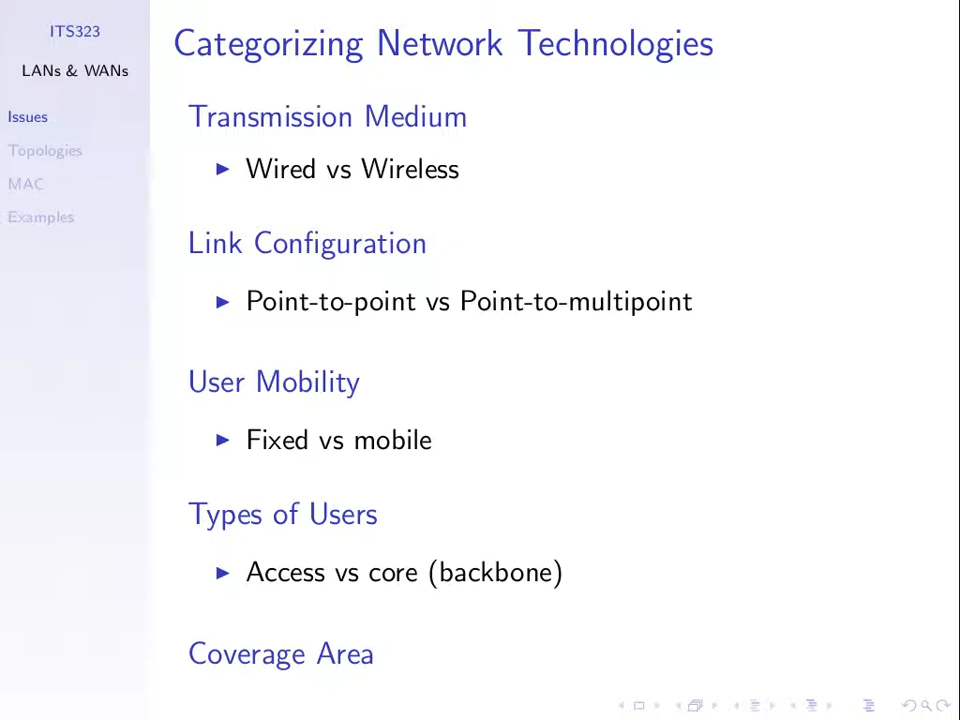 ITS323
LANs & WANs
Issues
Topologies
MAC
Examples
Categorizing Network Technologies
Transmission Medium
Wired vs Wireless
Link Configuration
Point-to-point vs Point-to-multipoint
User Mobility
Fixed vs mobile
Types of Users
Access vs core (backbone)
Coverage Area